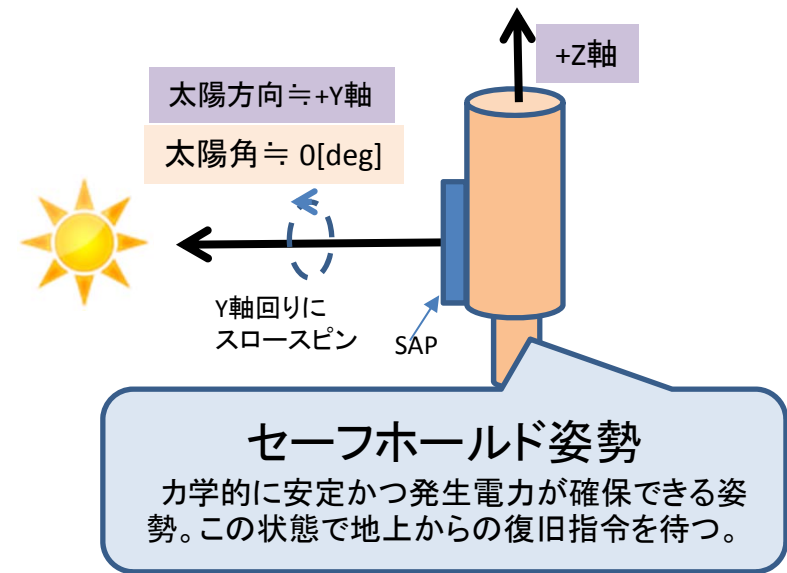 +Z軸
太陽方向≒+Y軸
太陽角≒ 0[deg]
Y軸回りに
スロースピン
SAP
セーフホールド姿勢
力学的に安定かつ発生電力が確保できる姿
勢。この状態で地上からの復旧指令を待つ。